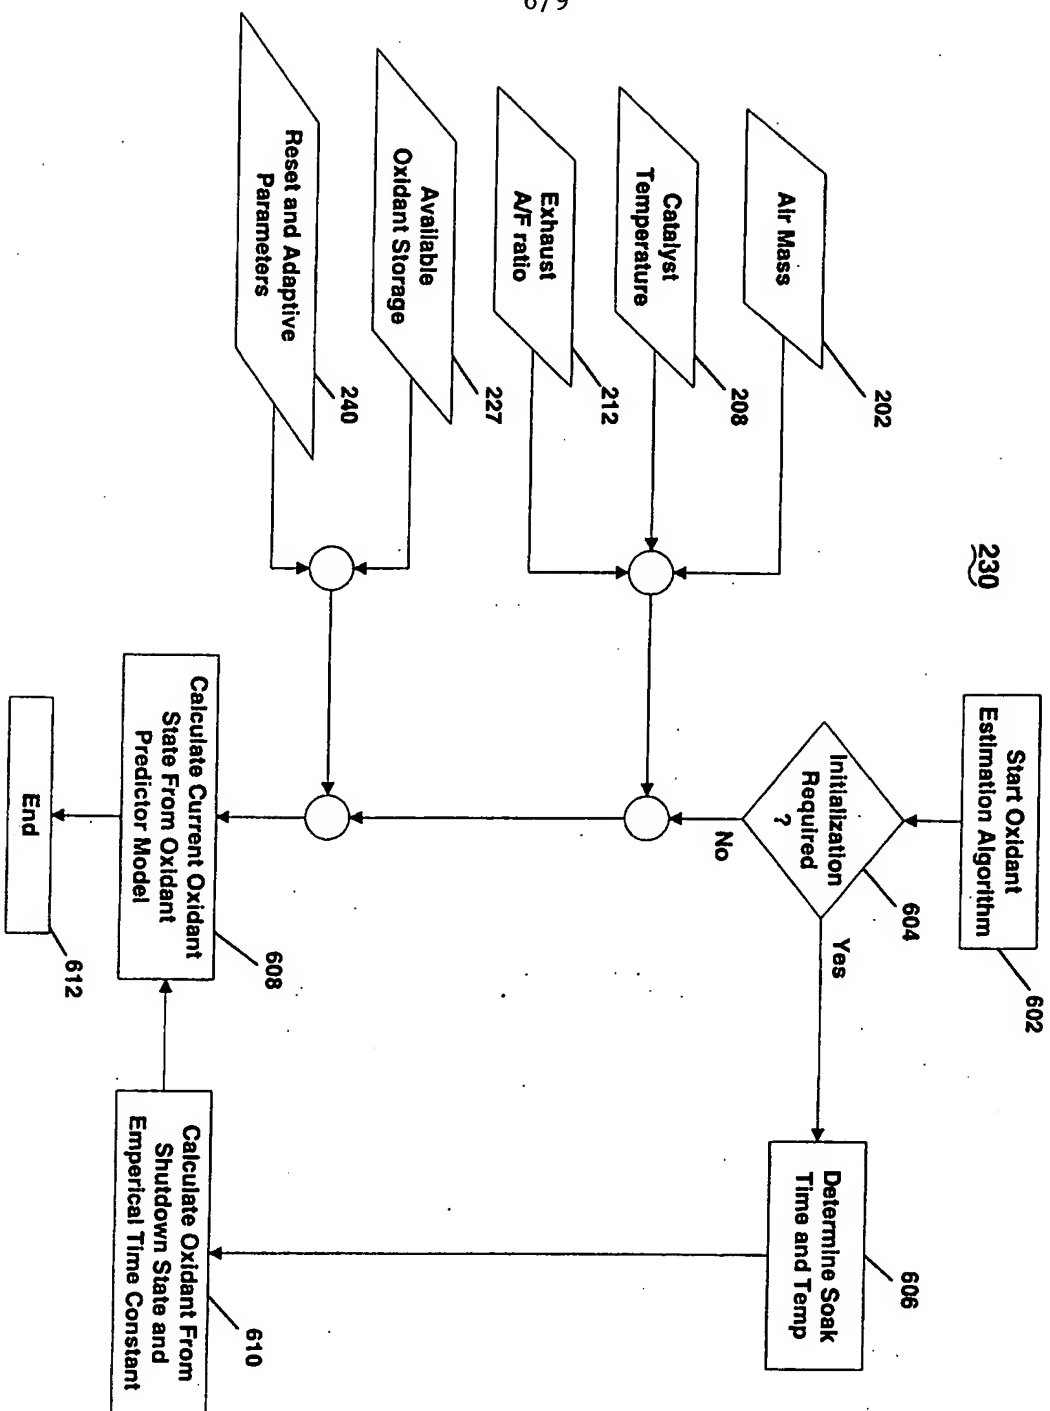 6/9
230
Start Oxidant
Estimation Algorithm
602
Air Mass
202
Initialization
Required
?
604
Yes
No
Determine Soak
Time and Temp
606
Catalyst
Temperature
208
Exhaust
A/F ratio
212
Available
Oxidant Storage
227
Reset and Adaptive
Parameters
240
Calculate Current Oxidant
State From Oxidant
Predictor Model
608
Calculate Oxidant From
Shutdown State and
Emperical Time Constant
610
End
612